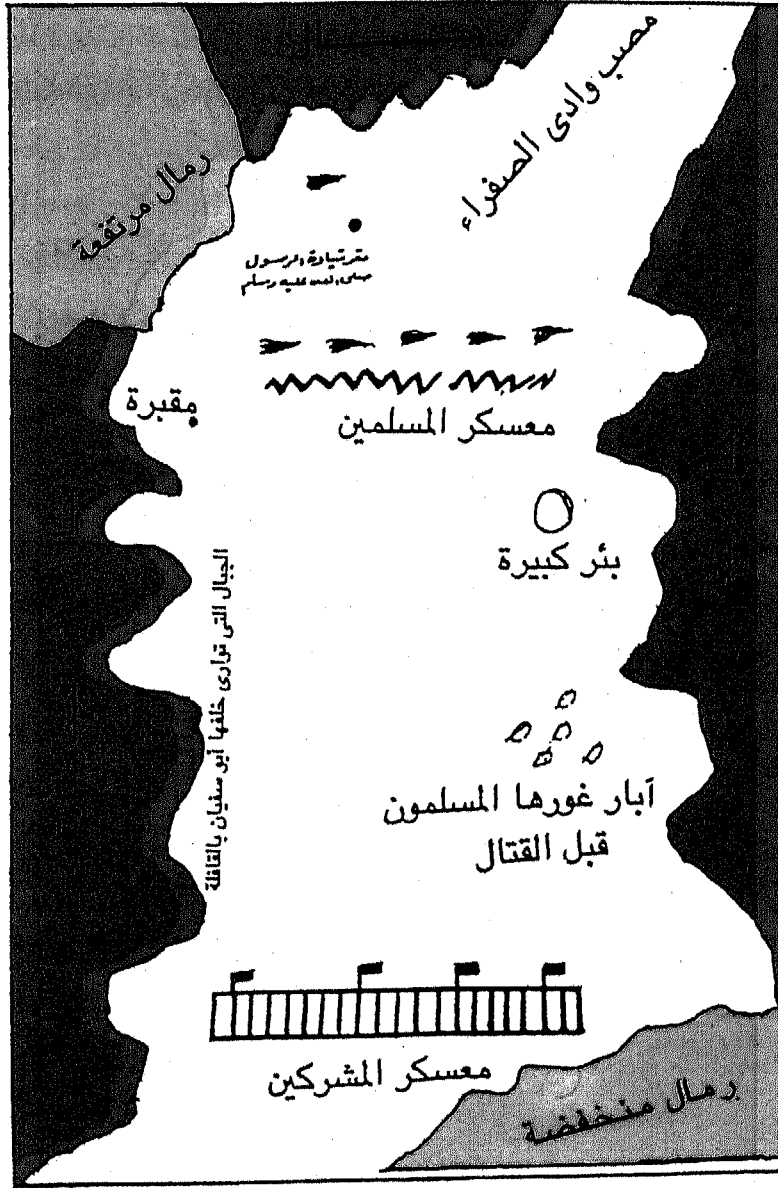 مصب وادى الصفراء
رمال مرتفعة
مقر قيادة الرسول
صلى الله عليه وسلم
مقبرة
معسكر المسلمين
بئر كبيرة
الجبال التى توارى خلفها أبو سفيان بالقافلة
آبار غورها المسلمون
قبل القتال
معسكر المشركين
رمال منخفضة